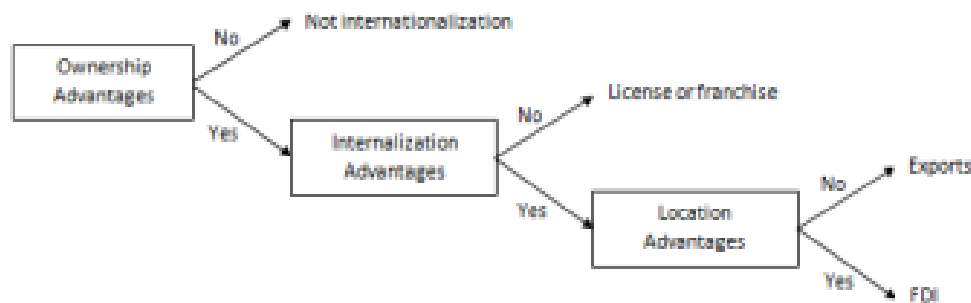 Not internationalization
No
Ownership
Advantages
Yes
License or franchise
No
Internalization
Advantages
Yes
Exports
No
Location
Advantages
Yes
FDI